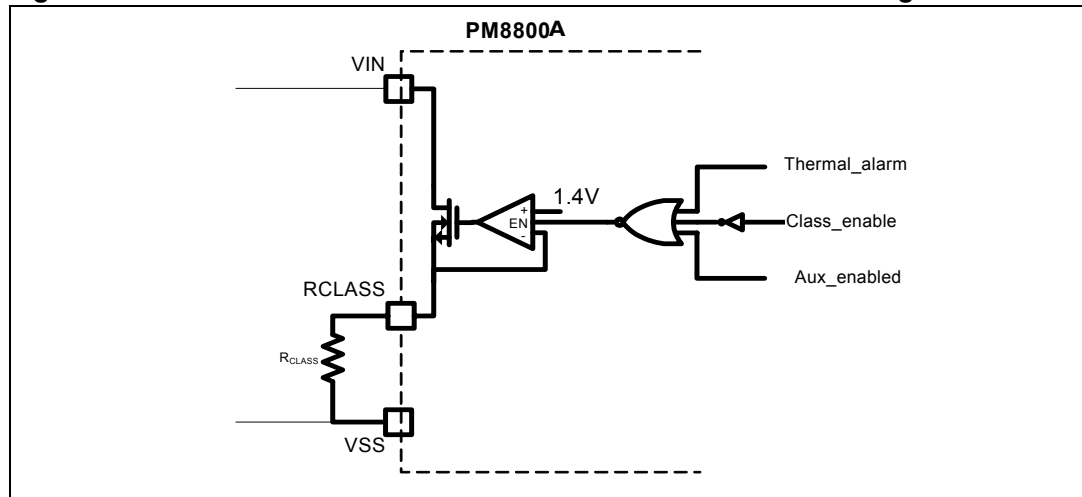 PM8800A
VIN
Thermal_alarm
1.4V
+
EN
-
Class_enable
Aux_enabled
RCLASS
RCLASS
VSS